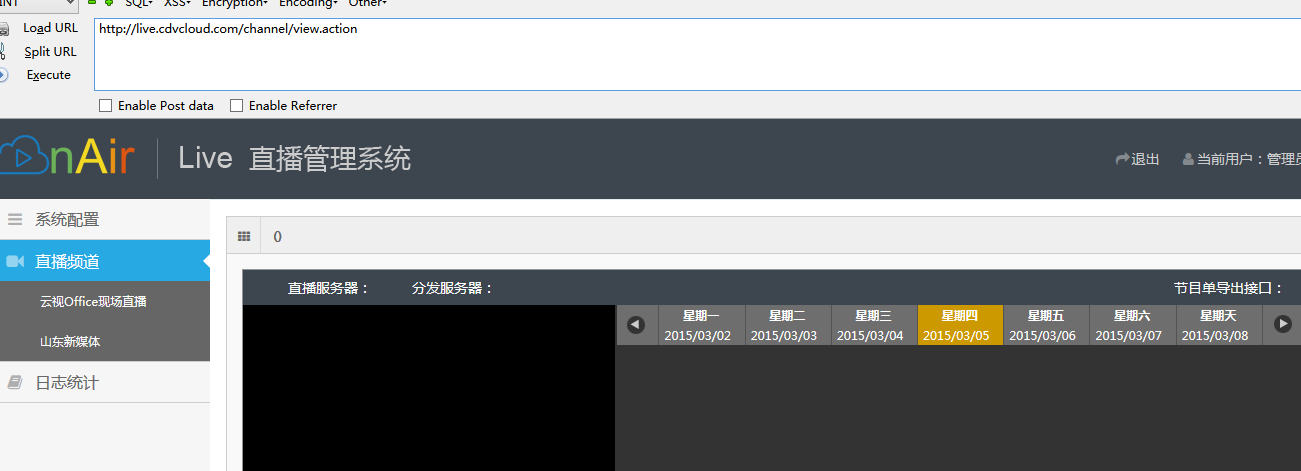 SQL- XSS- Encryption- Encoding- Other-
Load URL
http://live.cdvcloud.com/channel/view.action
Split URL
Execute
Enable Post data Enable Referrer
nAir Live 直播管理系统
退出 当前用户：管理员
系统配置
0
直播频道
直播服务器： 分发服务器： 节目单导出接口：
云视Office现场直播
山东新媒体
星期一 星期二 星期三 星期四 星期五 星期六 星期天
2015/03/02 2015/03/03 2015/03/04 2015/03/05 2015/03/06 2015/03/07 2015/03/08
日志统计